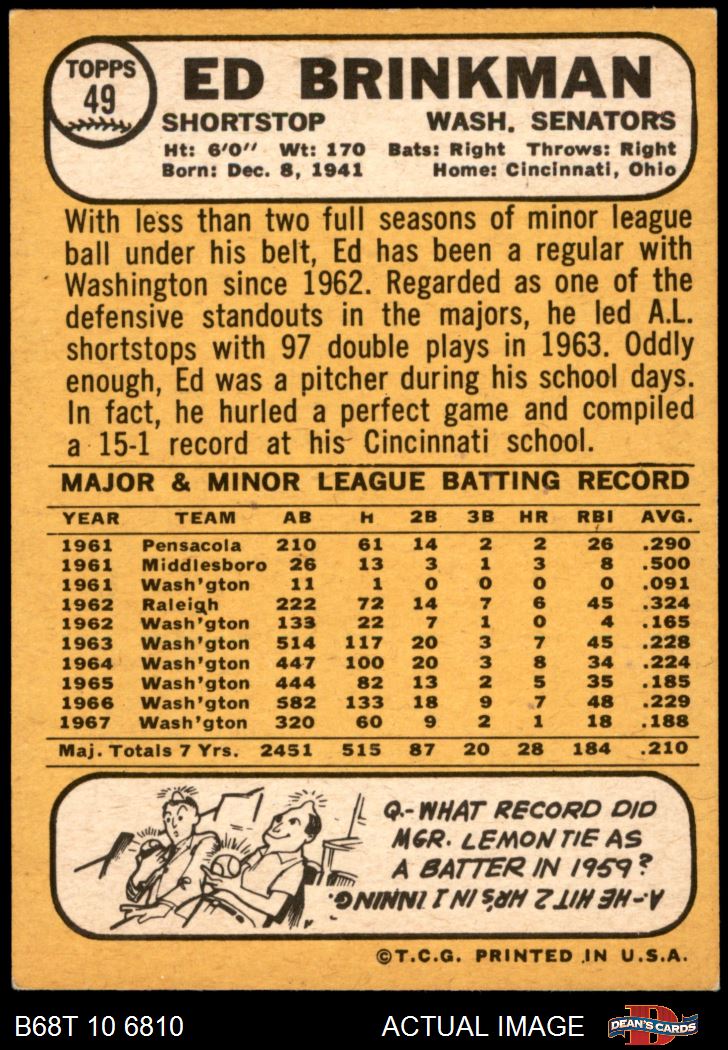 TOPPS
49
ED BRINKMAN
SHORTSTOP WASH. SENATORS
Ht: 6'0" Wt: 170 Bats: Right Throws: Right
Born: Dec. 8, 1941 Home: Cincinnati, Ohio
With less than two full seasons of minor league
ball under his belt, Ed has been a regular with
Washington since 1962. Regarded as one of the
defensive standouts in the majors, he led A.L.
shortstops with 97 double plays in 1963. Oddly
enough, Ed was a pitcher during his school days.
In fact, he hurled a perfect game and compiled
a 15-1 record at his Cincinnati school.
MAJOR & MINOR LEAGUE BATTING RECORD
YEAR TEAM AB H 2B 3B HR RBI AVG.
1961 Pensacola 210 61 14 2 2 26 .290
1961 Middlesboro 26 13 3 1 3 8 .500
1961 Wash'gton 11 1 0 0 0 0 .091
1962 Raleigh 222 72 14 7 6 45 .324
1962 Wash'gton 133 22 7 1 0 4 .165
1963 Wash'gton 514 117 20 3 7 45 .228
1964 Wash'gton 447 100 20 3 8 34 .224
1965 Wash'gton 444 82 13 2 5 35 .185
1966 Wash'gton 582 133 18 9 7 48 .229
1967 Wash'gton 320 60 9 2 1 18 .188
Maj. Totals 7 Yrs. 2451 515 87 20 28 184 .210
Q.-WHAT RECORD DID
MGR. LEMON TIE AS
A BATTER IN 1959?
A.-HE HIT 2 HR'S IN 1 INNING.
©T.C.G. PRINTED IN U.S.A.
B68T 10 6810 ACTUAL IMAGE
D
DEAN'S CARDS